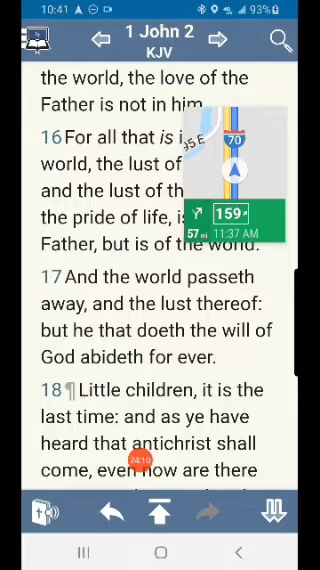 10:41
93%
1 John 2
KJV
the world, the love of the
Father is not in him.
16 For all that is i
world, the lust of
and the lust of th
the pride of life, is
Father, but is of the world.
17 And the world passeth
away, and the lust thereof:
but he that doeth the will of
God abideth for ever.
18 ¶ Little children, it is the
last time: and as ye have
heard that antichrist shall
come, even now are there
95 E
70
159
57 mi 11:37 AM
24:10